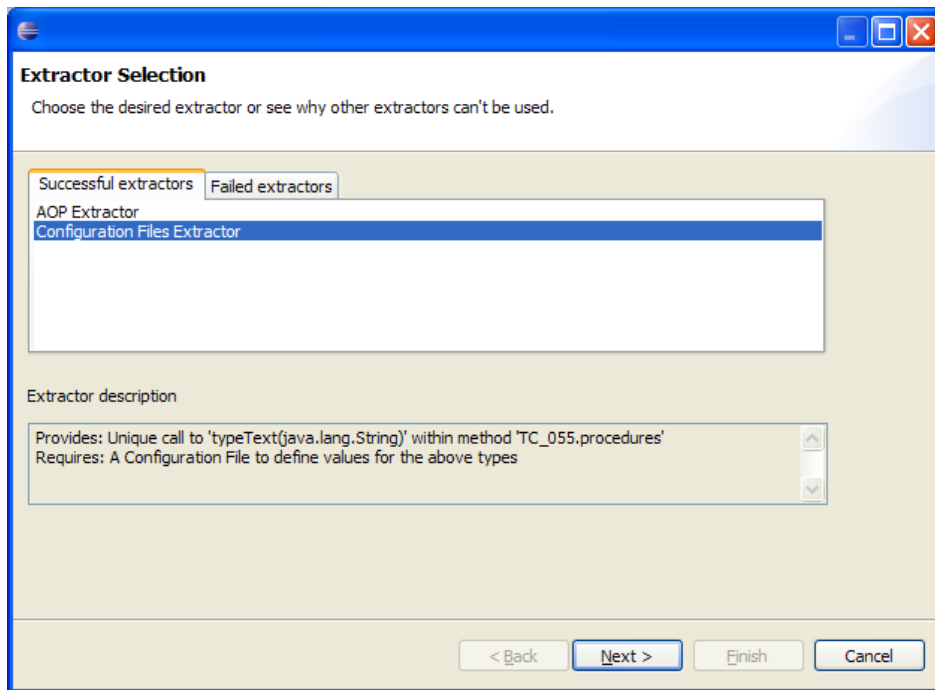 Extractor Selection
Choose the desired extractor or see why other extractors can't be used.
Successful extractors
Failed extractors
AOP Extractor
Configuration Files Extractor
Extractor description
Provides: Unique call to 'typeText(java.lang.String)' within method 'TC_055.procedures'
Requires: A Configuration File to define values for the above types
< Back
Next >
Finish
Cancel